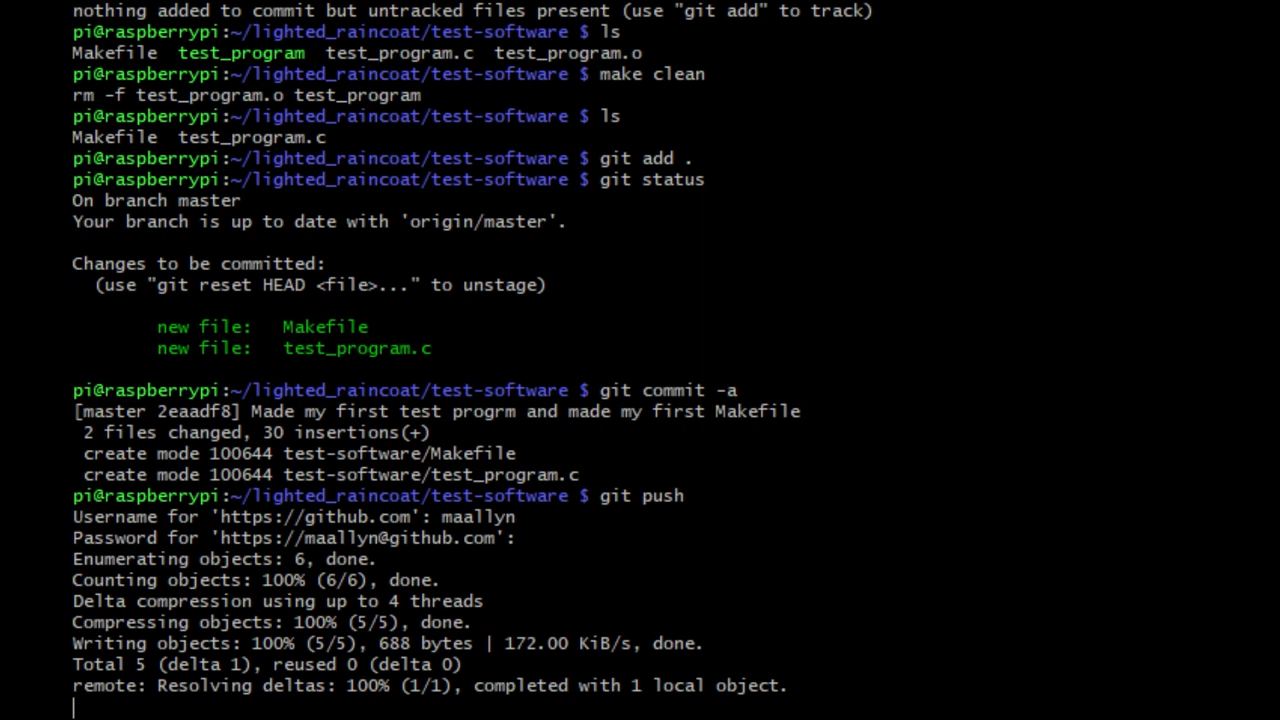 nothing added to commit but untracked files present (use "git add" to track)
pi@raspberrypi:~/lighted_raincoat/test-software $ ls
Makefile  test_program  test_program.c  test_program.o
pi@raspberrypi:~/lighted_raincoat/test-software $ make clean
rm -f test_program.o test_program
pi@raspberrypi:~/lighted_raincoat/test-software $ ls
Makefile  test_program.c
pi@raspberrypi:~/lighted_raincoat/test-software $ git add .
pi@raspberrypi:~/lighted_raincoat/test-software $ git status
On branch master
Your branch is up to date with 'origin/master'.
Changes to be committed:
  (use "git reset HEAD <file>..." to unstage)
        new file:   Makefile
        new file:   test_program.c
pi@raspberrypi:~/lighted_raincoat/test-software $ git commit -a
[master 2eaadf8] Made my first test progrm and made my first Makefile
 2 files changed, 30 insertions(+)
 create mode 100644 test-software/Makefile
 create mode 100644 test-software/test_program.c
pi@raspberrypi:~/lighted_raincoat/test-software $ git push
Username for 'https://github.com': maallyn
Password for 'https://maallyn@github.com':
Enumerating objects: 6, done.
Counting objects: 100% (6/6), done.
Delta compression using up to 4 threads
Compressing objects: 100% (5/5), done.
Writing objects: 100% (5/5), 688 bytes | 172.00 KiB/s, done.
Total 5 (delta 1), reused 0 (delta 0)
remote: Resolving deltas: 100% (1/1), completed with 1 local object.